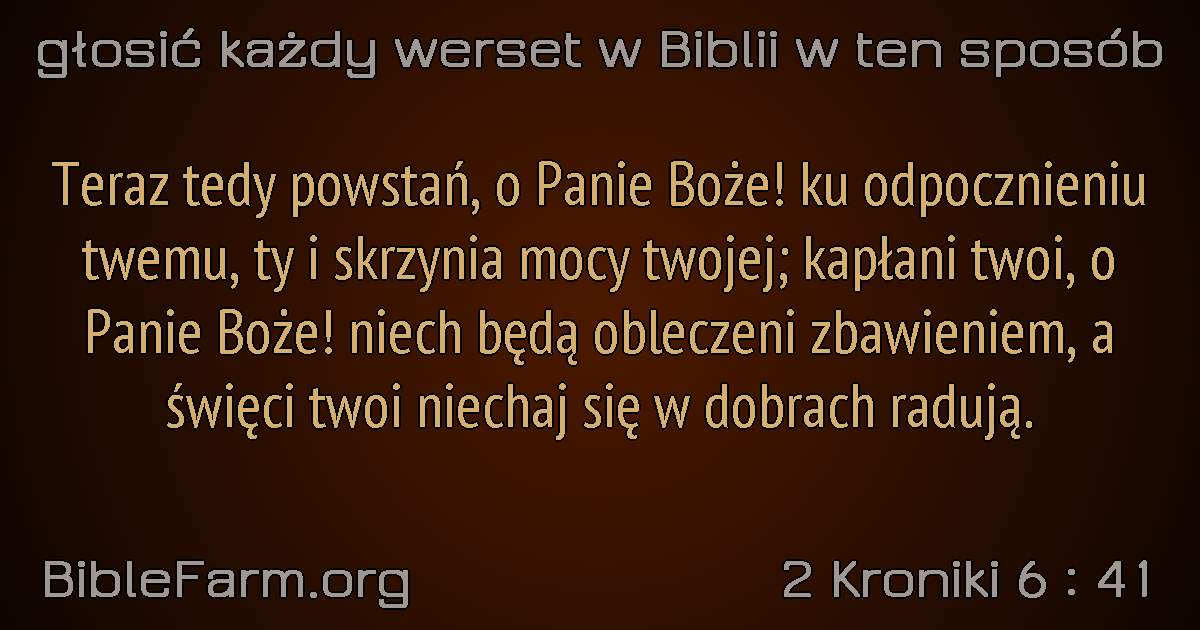 głosić każdy werset w Biblii w ten sposób
Teraz tedy powstań, o Panie Boże! ku odpocznieniu
twemu, ty i skrzynia mocy twojej; kapłani twoi, o
Panie Boże! niech będą obleczeni zbawieniem, a
święci twoi niechaj się w dobrach radują.
BibleFarm.org
2 Kroniki 6 : 41